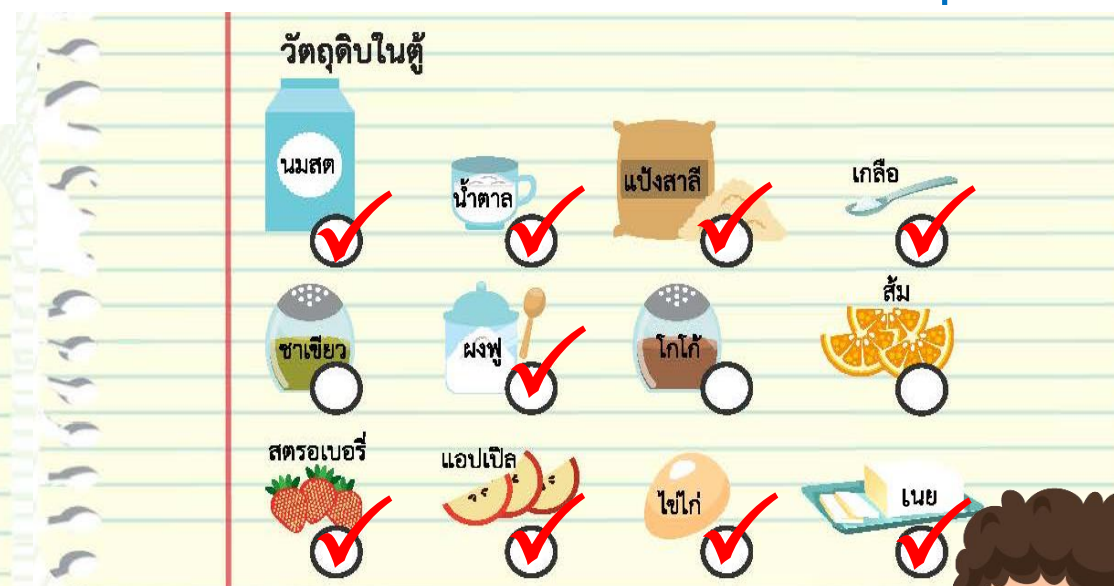 วัตถุดิบในตู้
นมสด
น้ำตาล
แป้งสาลี
เกลือ
ชาเขียว
ผงฟู
โกโก้
ส้ม
สตรอเบอรี่
แอปเปิล
ไข่ไก่
เนย